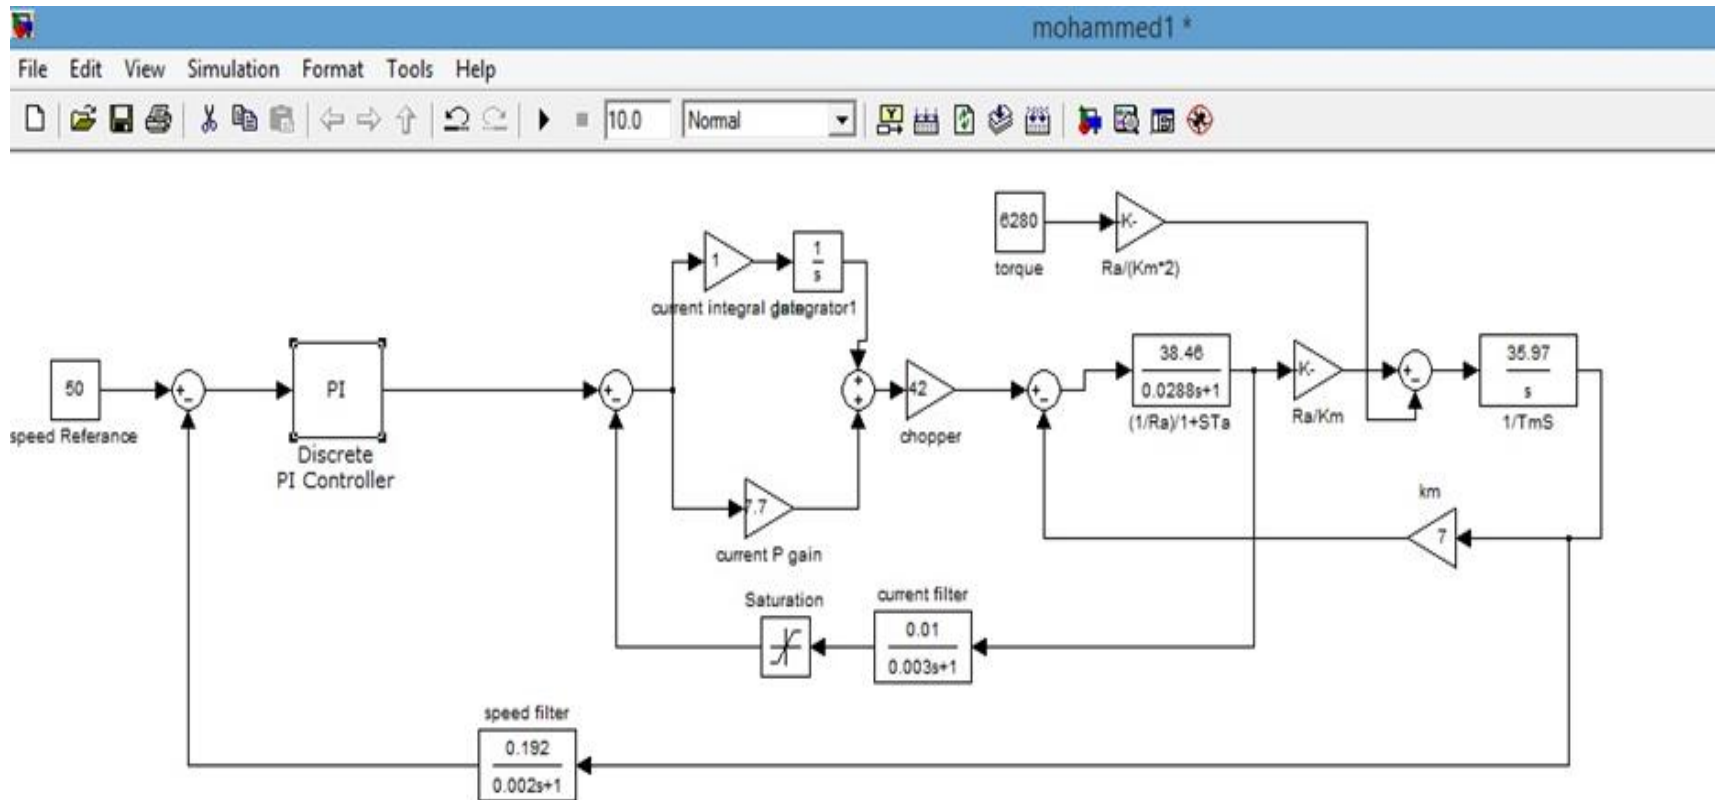 mohammed1 *
File Edit View Simulation Format Tools Help
10.0 Normal
6280
K-
torque
Ra/(Km*2)
1
1
s
current integral
50
speed Referance
PI
Discrete
PI Controller
42
chopper
38.46
0.0288s+1
(1/Ra)/1+STa
K-
Ra/Km
35.97
s
1/TmS
7.7
current P gain
km
7
Saturation
current filter
0.01
0.003s+1
speed filter
0.192
0.002s+1